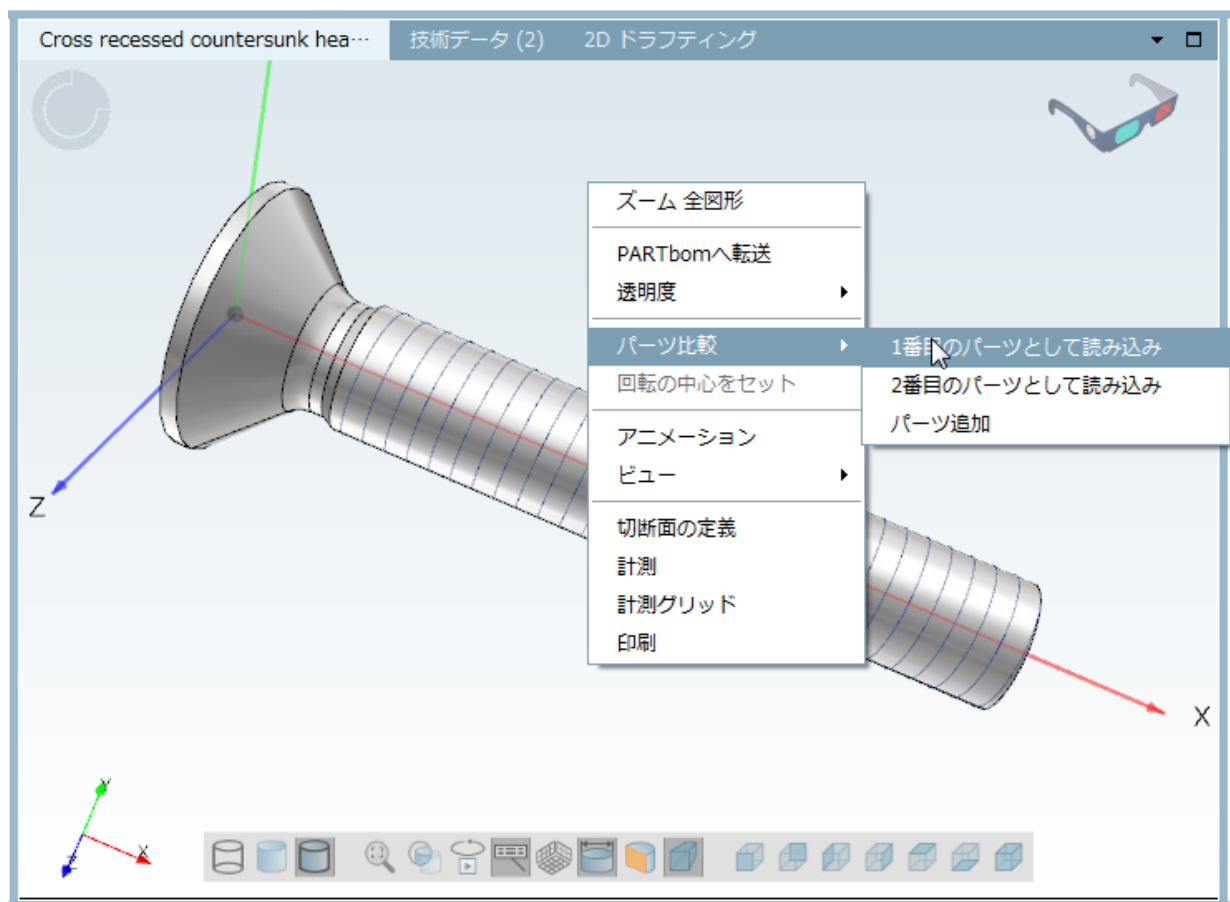 Cross recessed countersunk hea…
技術データ (2)
2D ドラフティング
ズーム 全図形
PARTbomへ転送
透明度
パーツ比較
1番目のパーツとして読み込み
2番目のパーツとして読み込み
パーツ追加
回転の中心をセット
アニメーション
ビュー
切断面の定義
計測
計測グリッド
印刷
Z
X
Y
X
Z